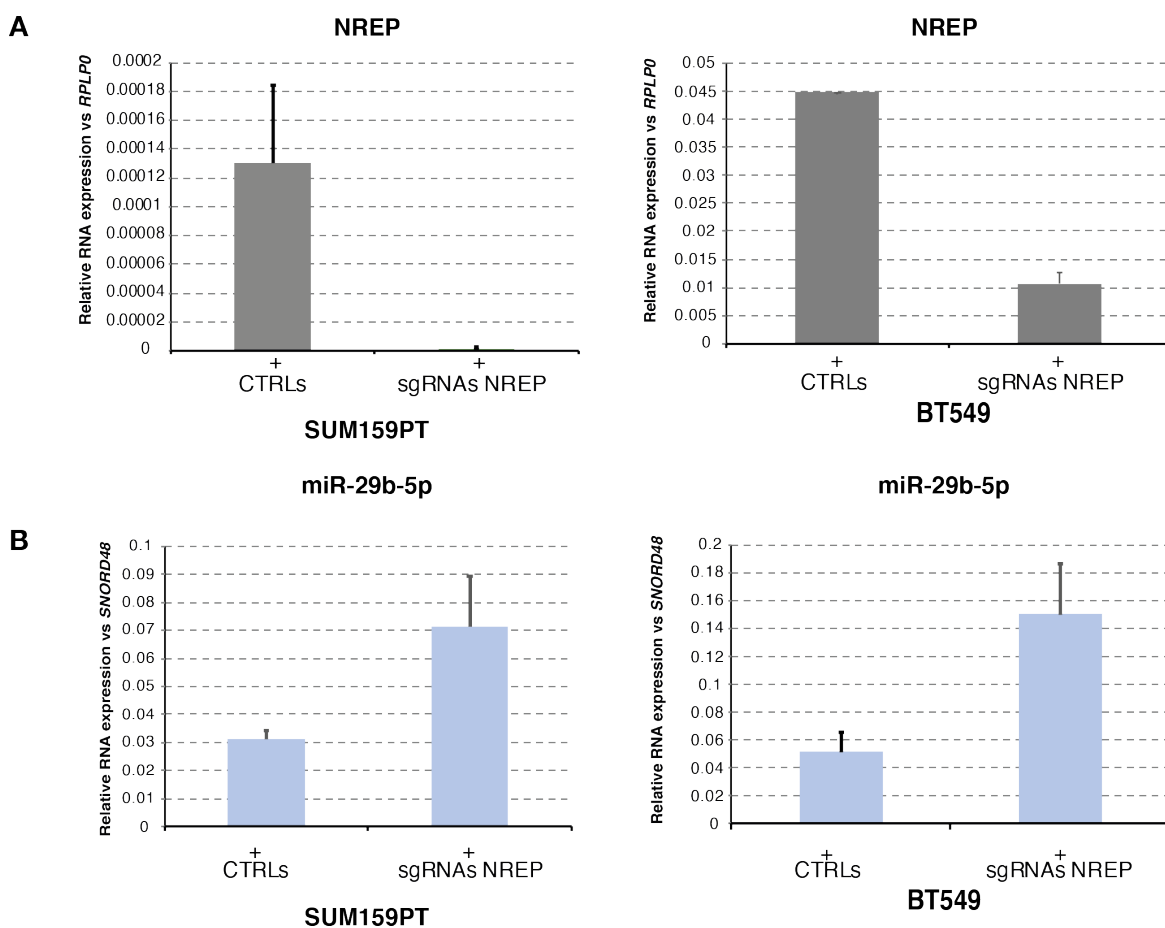 A
NREP
Relative RNA expression vs RPLP0
0.0002
0.00018
0.00016
0.00014
0.00012
0.0001
0.00008
0.00006
0.00004
0.00002
0
+
CTRLs
+
sgRNAs NREP
SUM159PT
NREP
Relative RNA expression vs RPLP0
0.05
0.045
0.04
0.035
0.03
0.025
0.02
0.015
0.01
0.005
0
+
CTRLs
+
sgRNAs NREP
BT549
B
miR-29b-5p
Relative RNA expression vs SNORD48
0.1
0.09
0.08
0.07
0.06
0.05
0.04
0.03
0.02
0.01
0
+
CTRLs
+
sgRNAs NREP
SUM159PT
miR-29b-5p
Relative RNA expression vs SNORD48
0.2
0.18
0.16
0.14
0.12
0.1
0.08
0.06
0.04
0.02
0
+
CTRLs
+
sgRNAs NREP
BT549